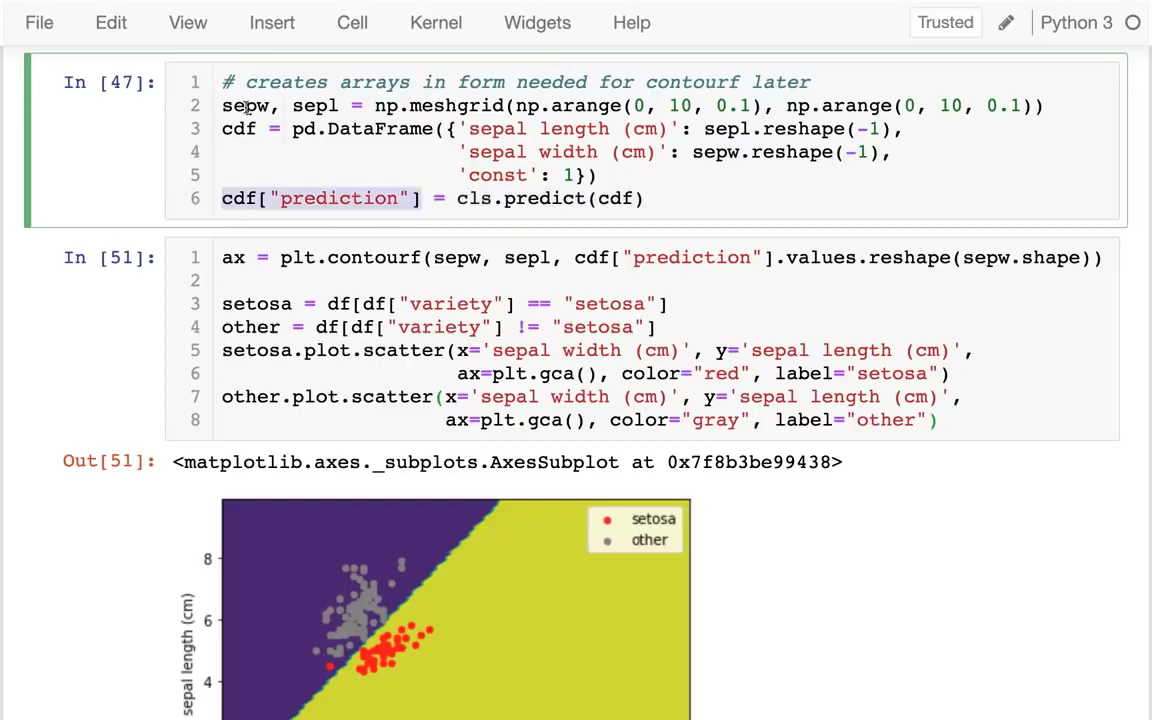 File Edit View Insert Cell Kernel Widgets Help Trusted Python 3
In [47]:
1 # creates arrays in form needed for contourf later
2 sepw, sepl = np.meshgrid(np.arange(0, 10, 0.1), np.arange(0, 10, 0.1))
3 cdf = pd.DataFrame({'sepal length (cm)': sepl.reshape(-1),
4 'sepal width (cm)': sepw.reshape(-1),
5 'const': 1})
6 cdf["prediction"] = cls.predict(cdf)
In [51]:
1 ax = plt.contourf(sepw, sepl, cdf["prediction"].values.reshape(sepw.shape))
2
3 setosa = df[df["variety"] == "setosa"]
4 other = df[df["variety"] != "setosa"]
5 setosa.plot.scatter(x='sepal width (cm)', y='sepal length (cm)',
6 ax=plt.gca(), color="red", label="setosa")
7 other.plot.scatter(x='sepal width (cm)', y='sepal length (cm)',
8 ax=plt.gca(), color="gray", label="other")
Out[51]: <matplotlib.axes._subplots.AxesSubplot at 0x7f8b3be99438>
setosa
other
8
6
4
sepal length (cm)